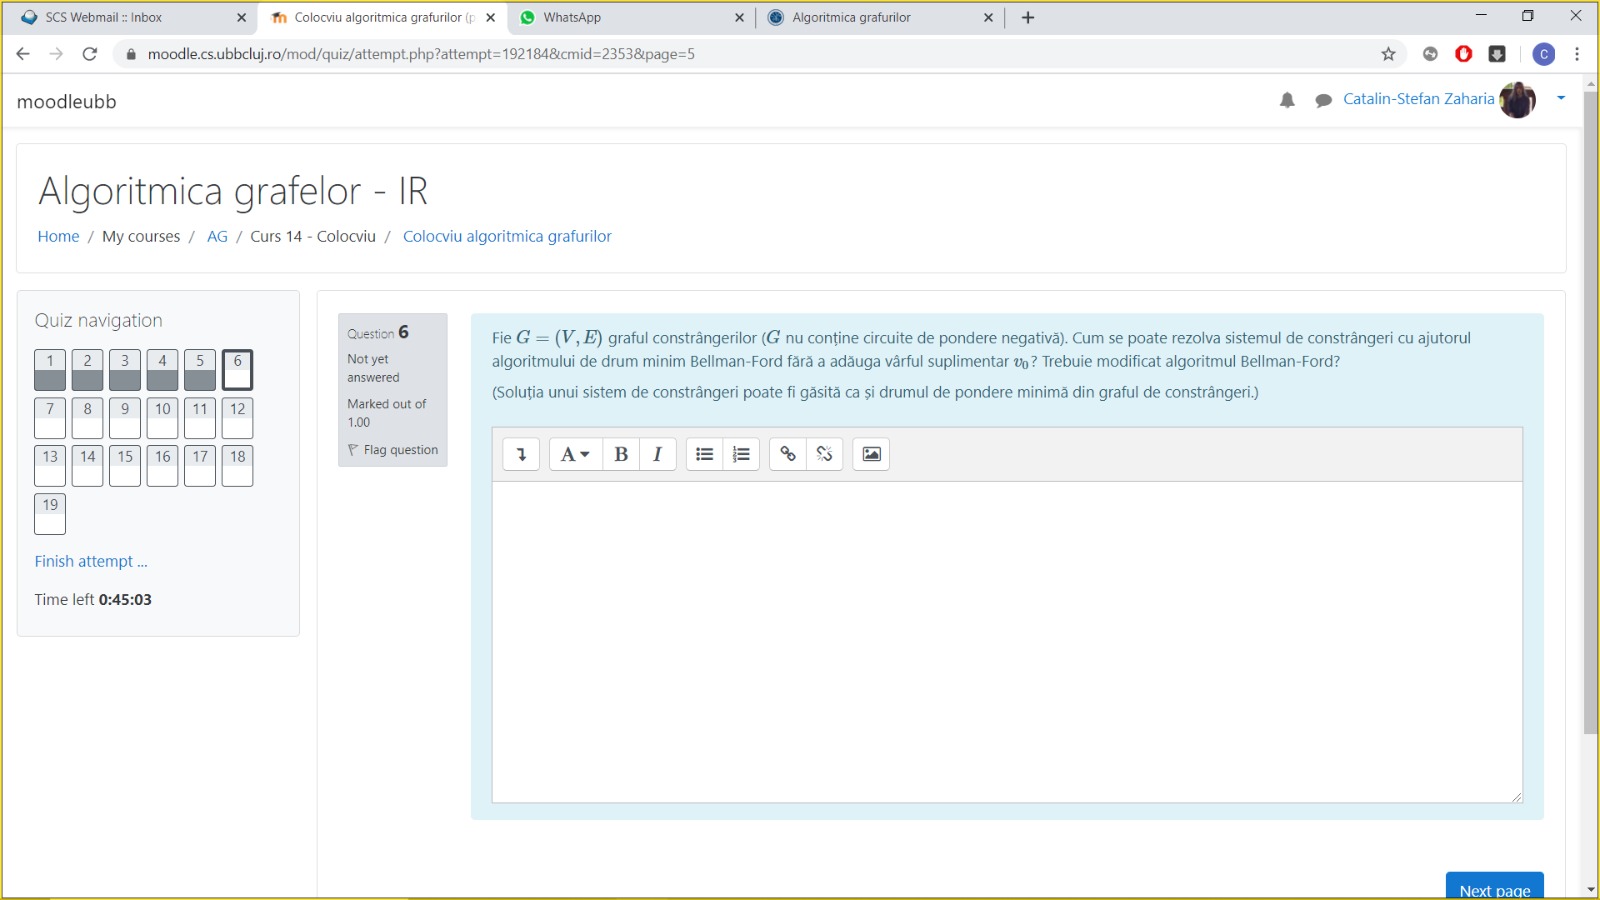 SCS Webmail :: Inbox
Colocviu algoritmica grafurilor (p
WhatsApp
Algoritmica grafurilor
moodle.cs.ubbcluj.ro/mod/quiz/attempt.php?attempt=192184&cmid=2353&page=5
C
moodleubb
Catalin-Stefan Zaharia
Algoritmica grafelor - IR
Home / My courses / AG / Curs 14 - Colocviu / Colocviu algoritmica grafurilor
Quiz navigation
1 2 3 4 5 6
7 8 9 10 11 12
13 14 15 16 17 18
19
Finish attempt ...
Time left 0:45:03
Question 6
Not yet
answered
Marked out of
1.00
Flag question
Fie G = (V, E) graful constrângerilor (G nu conține circuite de pondere negativă). Cum se poate rezolva sistemul de constrângeri cu ajutorul
algoritmului de drum minim Bellman-Ford fără a adăuga vârful suplimentar v₀? Trebuie modificat algoritmul Bellman-Ford?
(Soluția unui sistem de constrângeri poate fi găsită ca și drumul de pondere minimă din graful de constrângeri.)
A B I
Next page